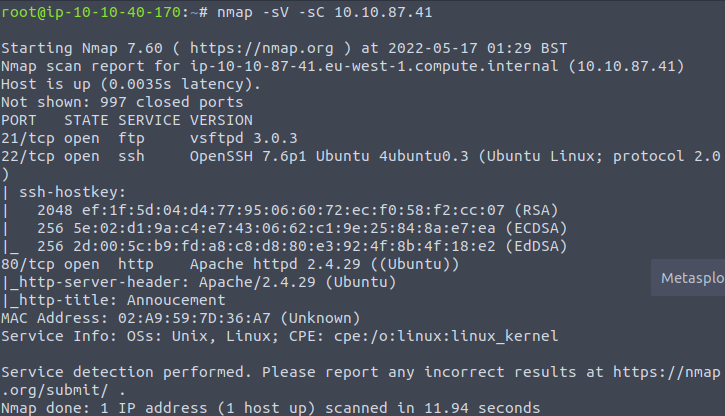 root@ip-10-10-40-170:~# nmap -sV -sC 10.10.87.41
Starting Nmap 7.60 ( https://nmap.org ) at 2022-05-17 01:29 BST
Nmap scan report for ip-10-10-87-41.eu-west-1.compute.internal (10.10.87.41)
Host is up (0.0035s latency).
Not shown: 997 closed ports
PORT   STATE SERVICE VERSION
21/tcp open  ftp     vsftpd 3.0.3
22/tcp open  ssh     OpenSSH 7.6p1 Ubuntu 4ubuntu0.3 (Ubuntu Linux; protocol 2.0
)
| ssh-hostkey:
|   2048 ef:1f:5d:04:d4:77:95:06:60:72:ec:f0:58:f2:cc:07 (RSA)
|   256 5e:02:d1:9a:c4:e7:43:06:62:c1:9e:25:84:8a:e7:ea (ECDSA)
|_  256 2d:00:5c:b9:fd:a8:c8:d8:80:e3:92:4f:8b:4f:18:e2 (EdDSA)
80/tcp open  http    Apache httpd 2.4.29 ((Ubuntu))
|_http-server-header: Apache/2.4.29 (Ubuntu)
Metasplo
|_http-title: Annoucement
MAC Address: 02:A9:59:7D:36:A7 (Unknown)
Service Info: OSs: Unix, Linux; CPE: cpe:/o:linux:linux_kernel
Service detection performed. Please report any incorrect results at https://nmap
.org/submit/ .
Nmap done: 1 IP address (1 host up) scanned in 11.94 seconds